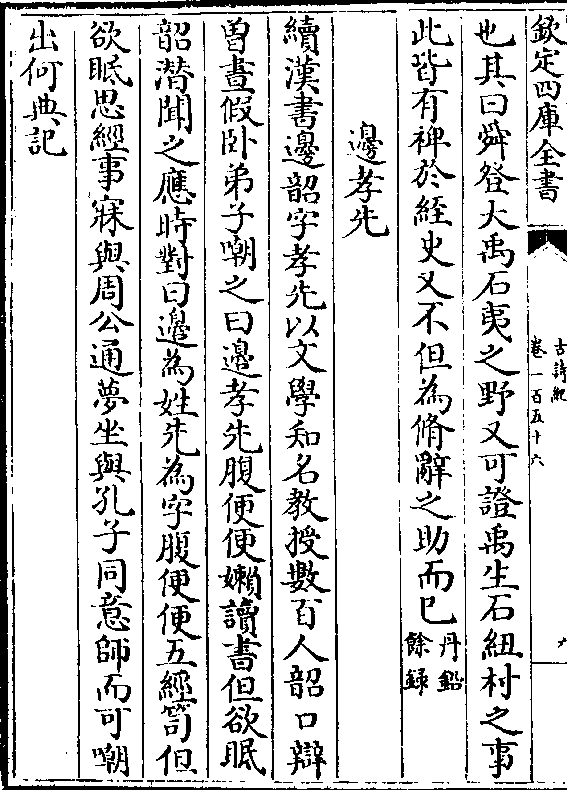 欽定四庫全書
古詩紀
卷一百五十六
六
也其曰舜登大禹石夷之野又可證禹生石紐村之事
此皆有裨於經史又不但為脩辭之助而已丹鉛餘錄
邊孝先
續漢書邊韶字孝先以文學知名教授數百人韶口辯
曽晝假卧弟子嘲之曰邊孝先腹便便嬾讀書但欲眠
韶潜聞之應時對曰邊為姓先為字腹便便五經笥但
欲眠思經事寐與周公通夢坐與孔子同意師而可嘲
出何典記